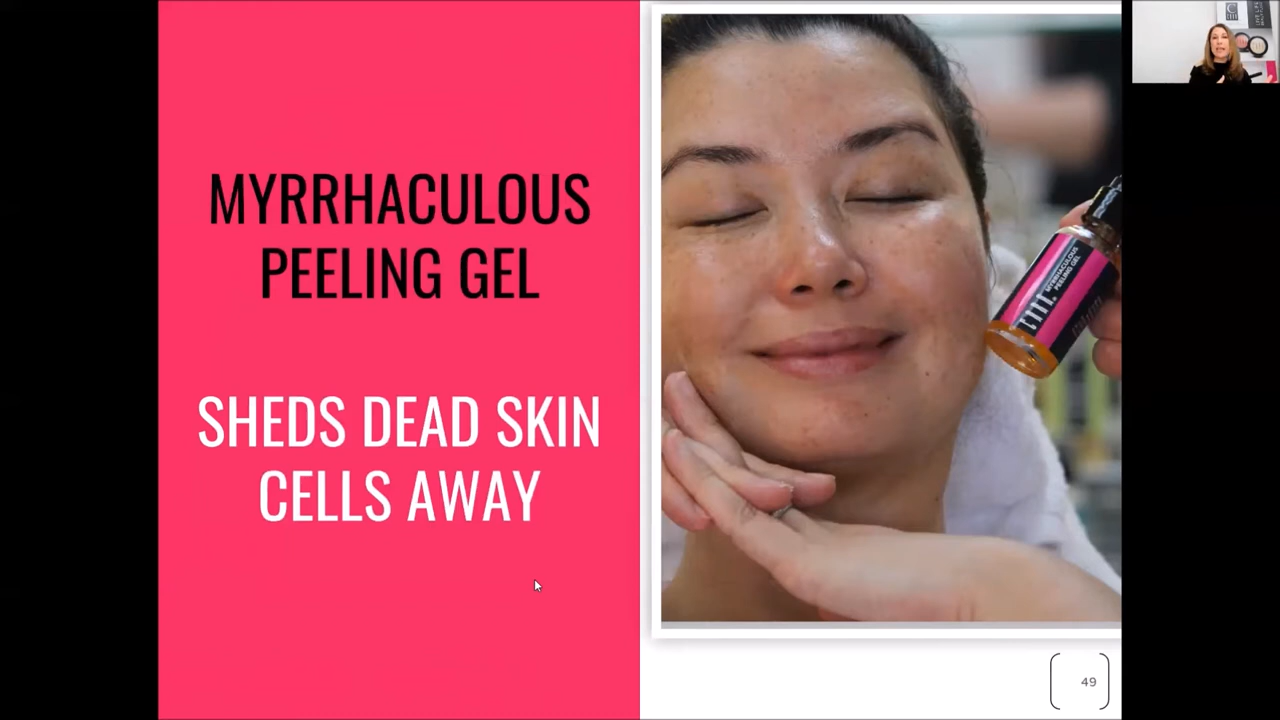 MYRRHACULOUS
PEELING GEL
SHEDS DEAD SKIN
CELLS AWAY
MYRRHACULOUS
PEELING GEL
49